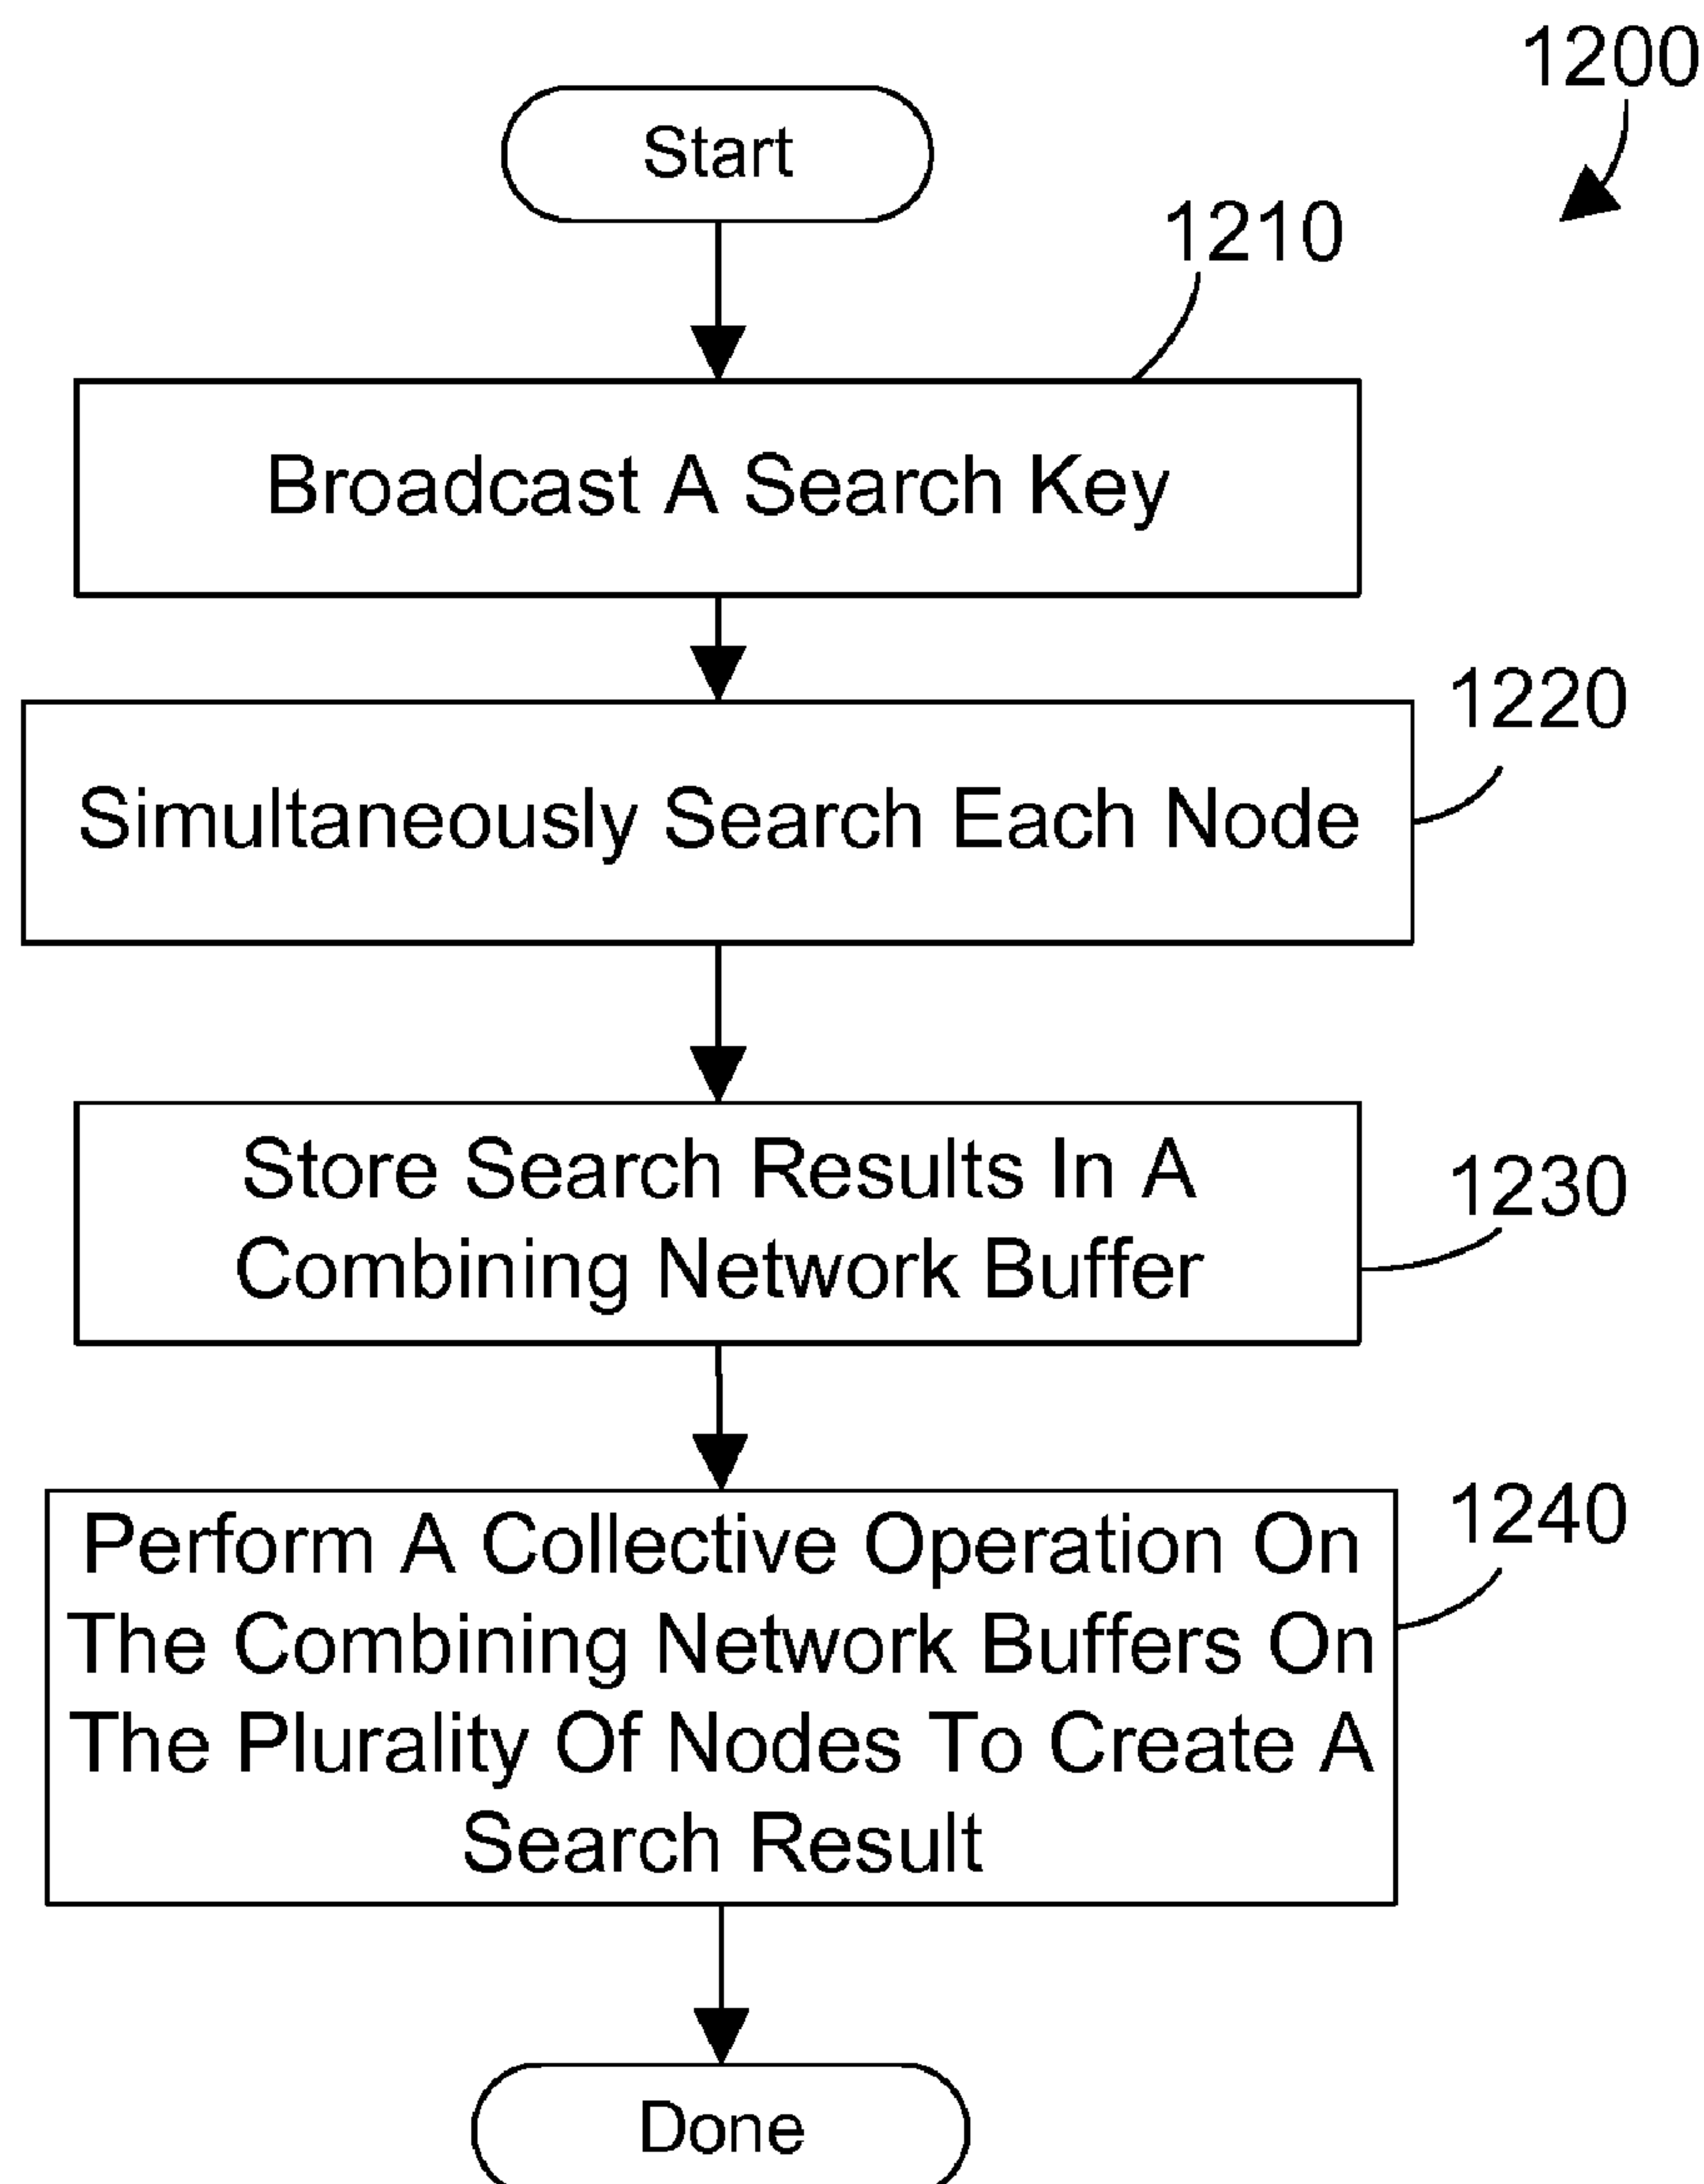 1200
Start
1210
Broadcast A Search Key
1220
Simultaneously Search Each Node
Store Search Results In A
Combining Network Buffer
1230
1240
Perform A Collective Operation On
The Combining Network Buffers On
The Plurality Of Nodes To Create A
Search Result
Done